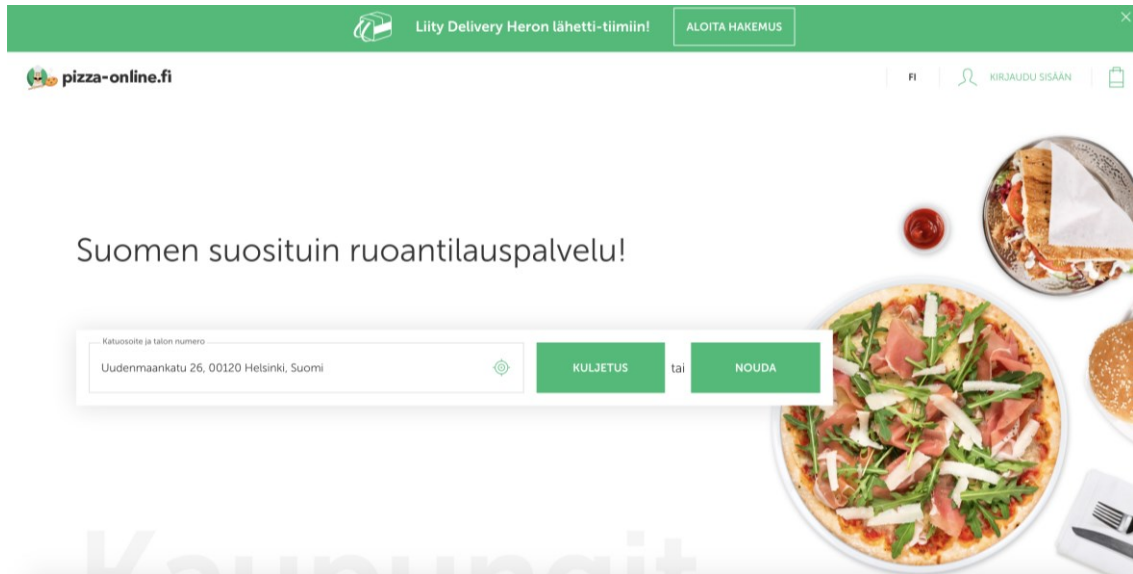 Liity Delivery Heron lähetti-tiimiin!
ALOITA HAKEMUS
pizza-online.fi
FI
KIRJAUDU SISÄÄN
Suomen suosituin ruoantilauspalvelu!
Katuosoite ja talon numero
Uudenmaankatu 26, 00120 Helsinki, Suomi
KULJETUS
tai
NOUDA
Kaupungit